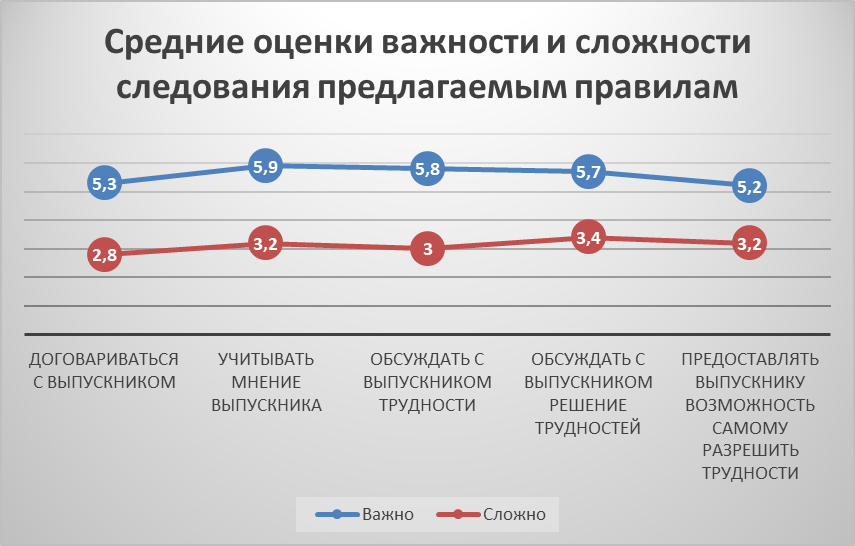 Средние оценки важности и сложности
следования предлагаемым правилам
5,3
5,9
5,8
5,7
5,2
2,8
3,2
3
3,4
3,2
ДОГОВАРИВАТЬСЯ
С ВЫПУСКНИКОМ
УЧИТЫВАТЬ
МНЕНИЕ
ВЫПУСКНИКА
ОБСУЖДАТЬ С
ВЫПУСКНИКОМ
ТРУДНОСТИ
ОБСУЖДАТЬ С
ВЫПУСКНИКОМ
РЕШЕНИЕ
ТРУДНОСТЕЙ
ПРЕДОСТАВЛЯТЬ
ВЫПУСКНИКУ
ВОЗМОЖНОСТЬ
САМОМУ
РАЗРЕШИТЬ
ТРУДНОСТИ
Важно
Сложно